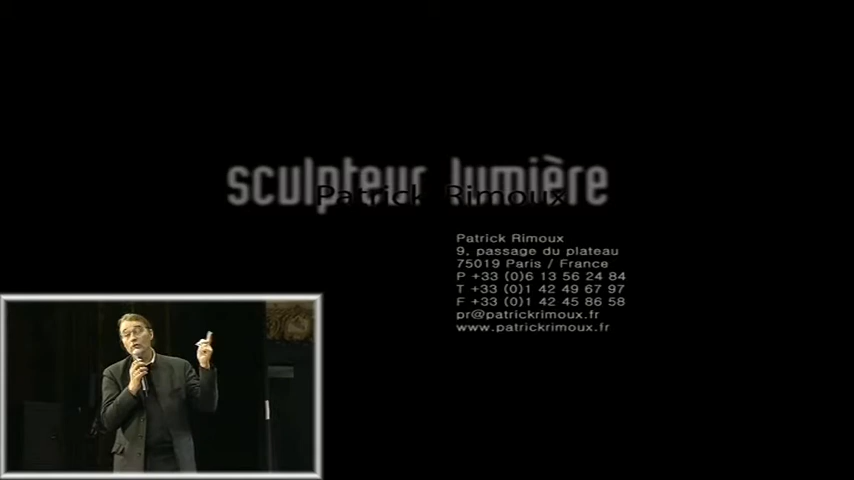 sculpteur lumière
Patrick Rimoux
Patrick Rimoux
9, passage du plateau
75019 Paris / France
P +33 (0)6 13 56 24 84
T +33 (0)1 42 49 67 97
F +33 (0)1 42 45 86 58
pr@patrickrimoux.fr
www.patrickrimoux.fr